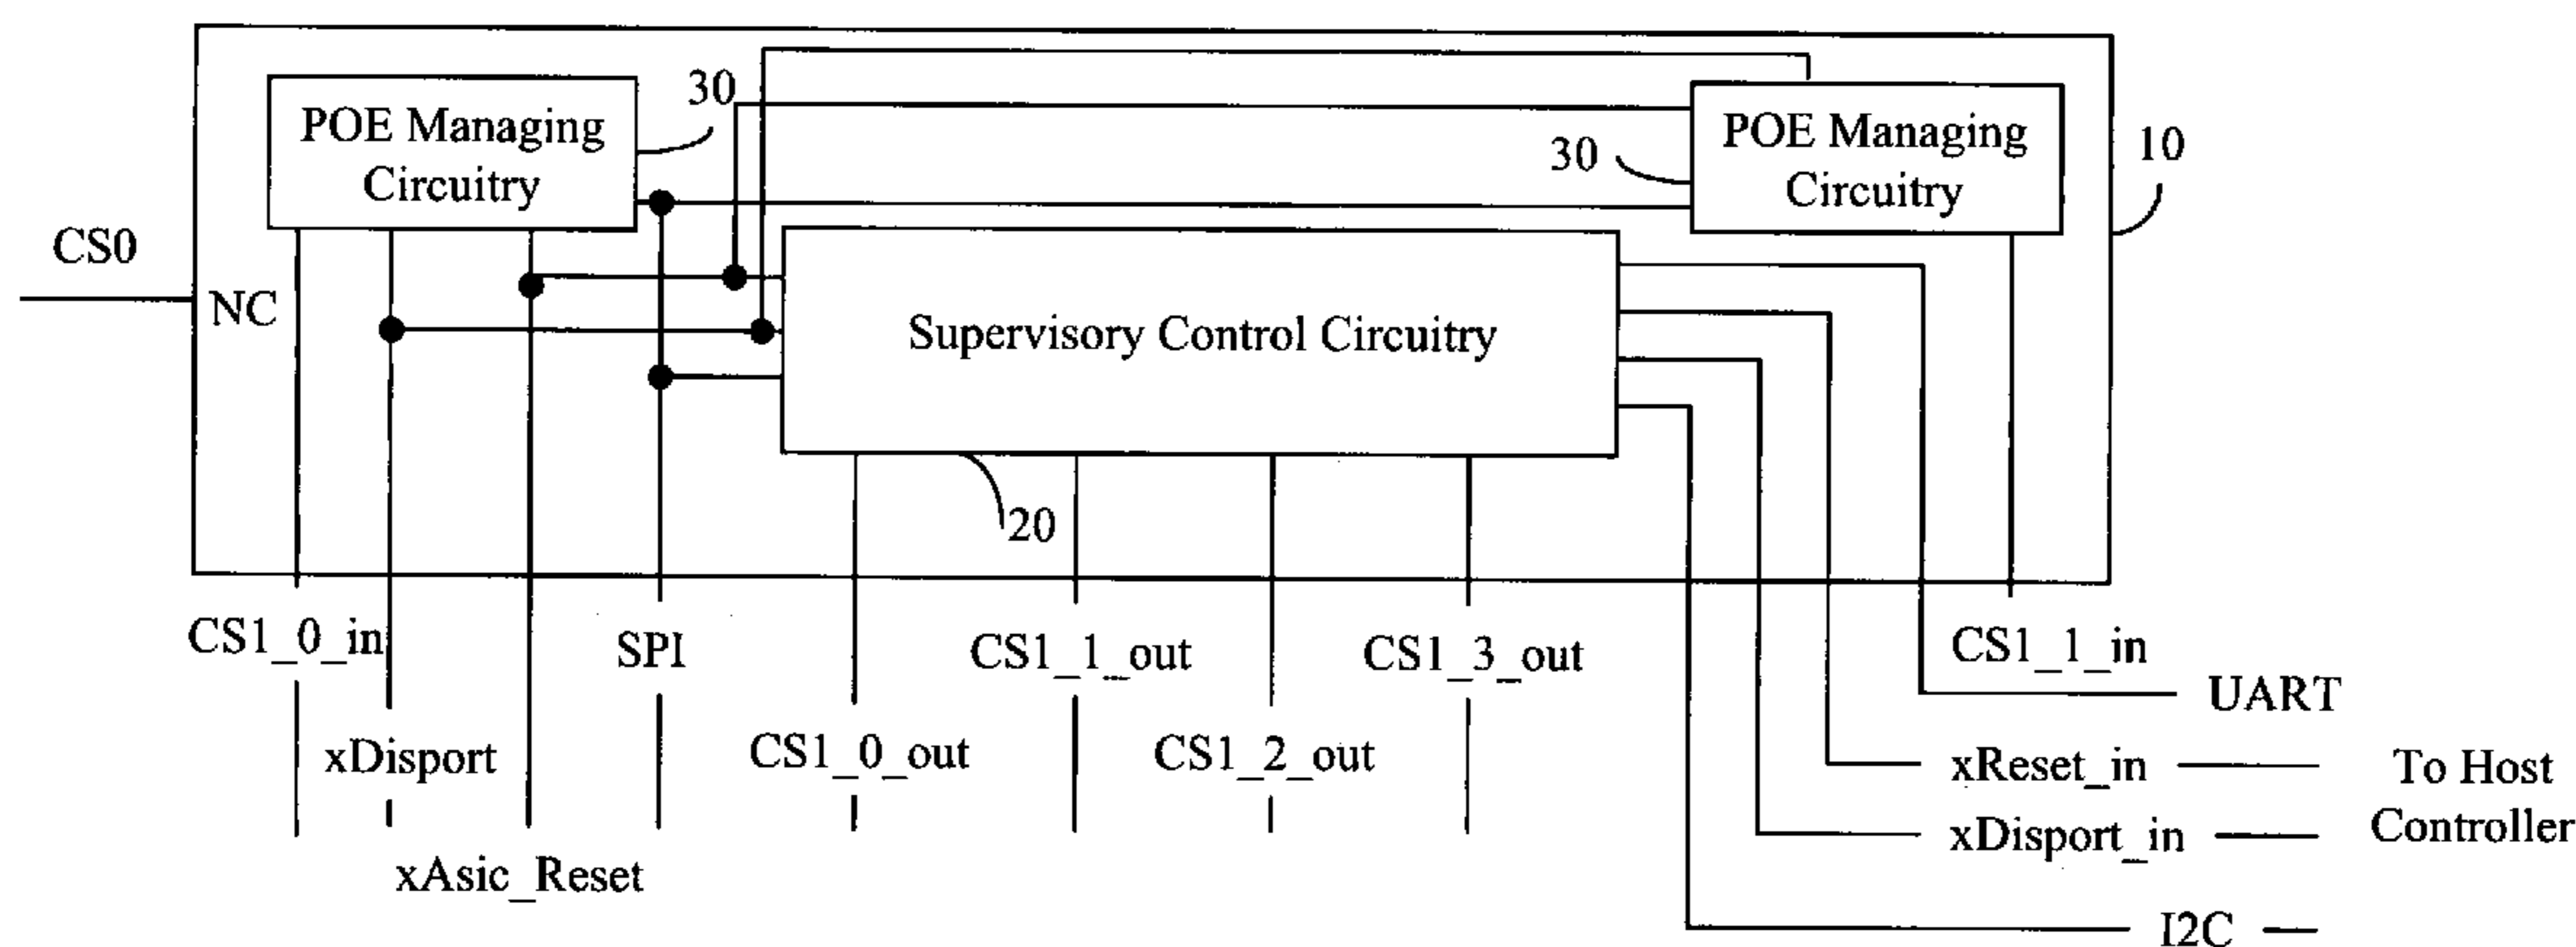 POE Managing
Circuitry
30
30
POE Managing
Circuitry
10
CS0
NC
Supervisory Control Circuitry
20
CS1_0_in
SPI
CS1_1_out
CS1_3_out
CS1_1_in
UART
xDisport
CS1_0_out
CS1_2_out
xReset_in
To Host
Controller
xDisport_in
xAsic_Reset
I2C